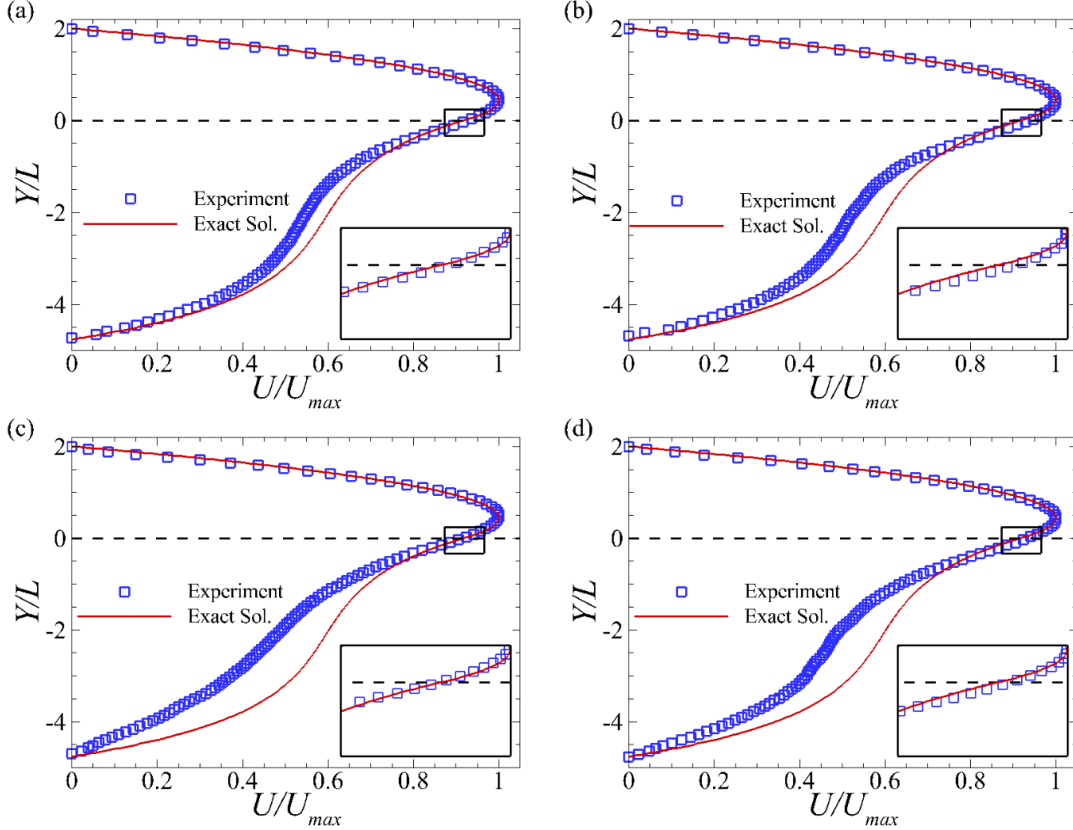 (a)
2
0
-2
-4
Y/L
Experiment
Exact Sol.
0
0.2
0.4
0.6
0.8
1
U/Umax
(b)
2
0
-2
-4
Y/L
Experiment
Exact Sol.
0
0.2
0.4
0.6
0.8
1
U/Umax
(c)
2
0
-2
-4
Y/L
Experiment
Exact Sol.
0
0.2
0.4
0.6
0.8
1
U/Umax
(d)
2
0
-2
-4
Y/L
Experiment
Exact Sol.
0
0.2
0.4
0.6
0.8
1
U/Umax